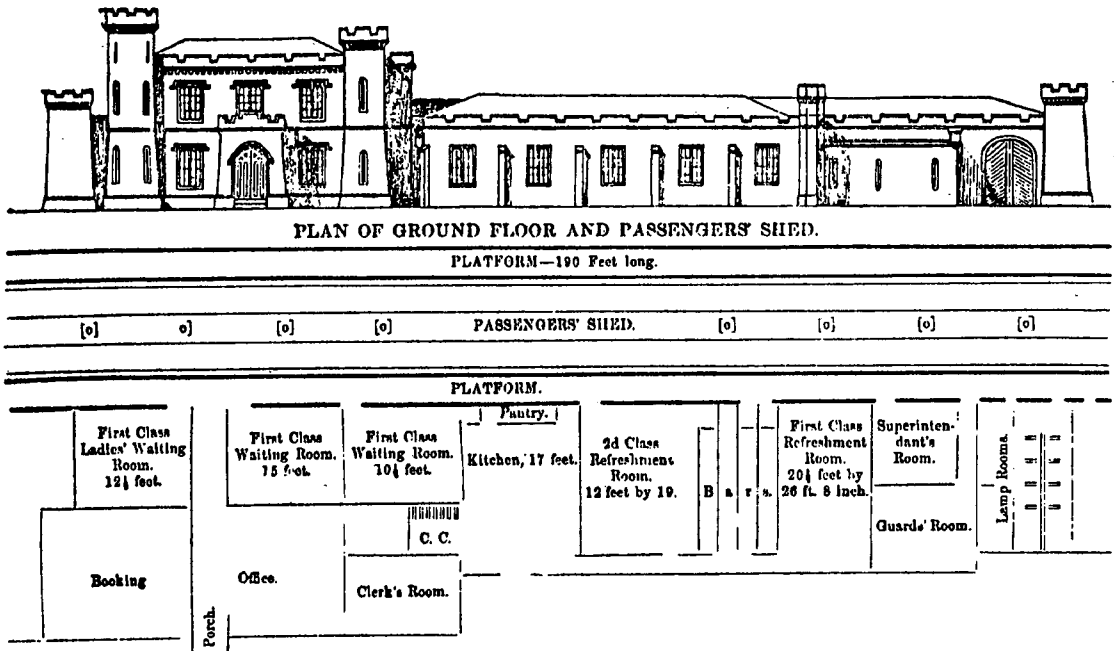 PLAN OF GROUND FLOOR AND PASSENGERS' SHED.
PLATFORM—190 Feet long.
[o] o] [o] [o] PASSENGERS' SHED. [o] [o] [o] [o]
PLATFORM.
First Class
Ladies' Waiting
Room.
12½ feet.
First Class
Waiting Room.
15 feet.
First Class
Waiting Room.
10½ feet.
Pantry.
Kitchen, 17 feet.
2d Class
Refreshment
Room.
12 feet by 19.
B a r s.
First Class
Refreshment
Room.
20½ feet by
26 ft. 8 inch.
Superinten-
dant's
Room.
Guards' Room.
Lamp Rooms.
C. C.
Booking
Office.
Clerk's Room.
Porch.